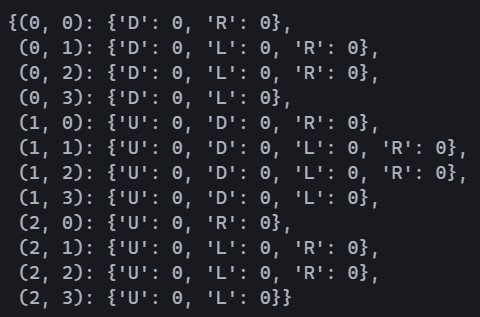 {(0, 0): {'D': 0, 'R': 0},
 (0, 1): {'D': 0, 'L': 0, 'R': 0},
 (0, 2): {'D': 0, 'L': 0, 'R': 0},
 (0, 3): {'D': 0, 'L': 0},
 (1, 0): {'U': 0, 'D': 0, 'R': 0},
 (1, 1): {'U': 0, 'D': 0, 'L': 0, 'R': 0},
 (1, 2): {'U': 0, 'D': 0, 'L': 0, 'R': 0},
 (1, 3): {'U': 0, 'D': 0, 'L': 0},
 (2, 0): {'U': 0, 'R': 0},
 (2, 1): {'U': 0, 'L': 0, 'R': 0},
 (2, 2): {'U': 0, 'L': 0, 'R': 0},
 (2, 3): {'U': 0, 'L': 0}}